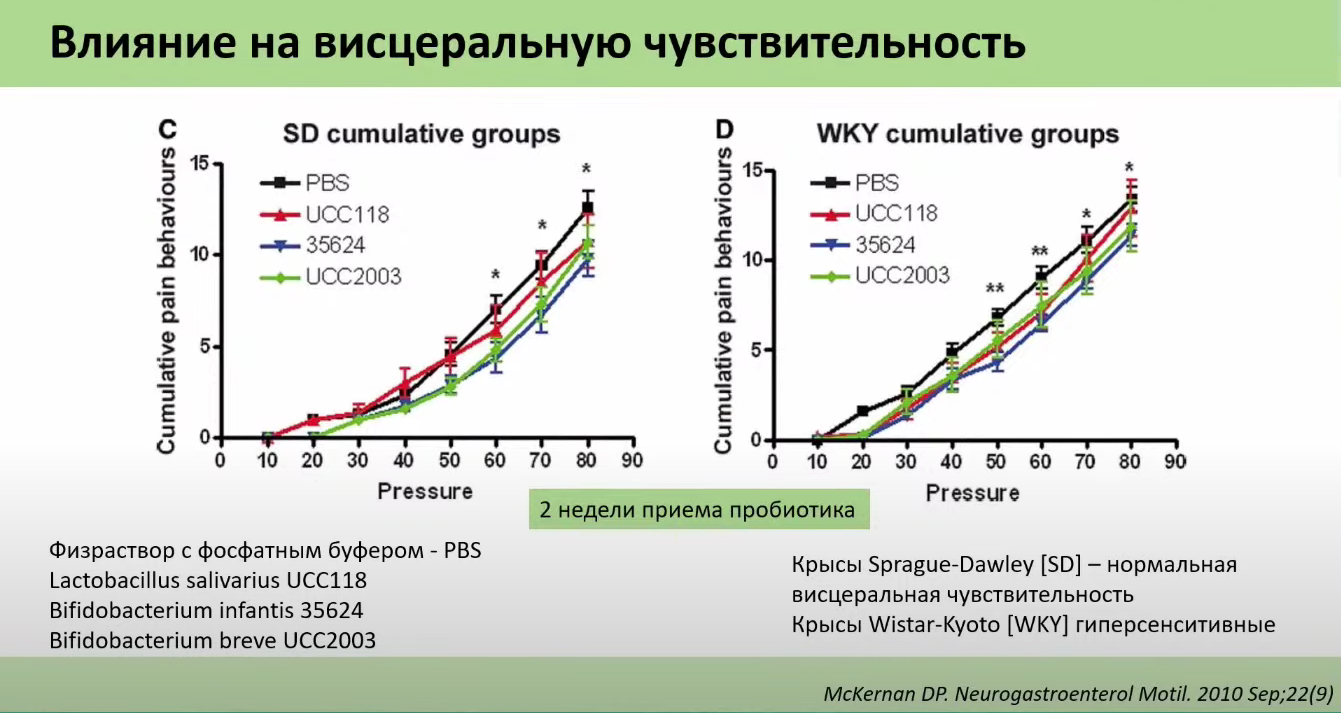 Влияние на висцеральную чувствительность
C
SD cumulative groups
Cumulative pain behaviours
15
10
5
0
PBS
UCC118
35624
UCC2003
*
*
*
0 10 20 30 40 50 60 70 80 90
Pressure
D
WKY cumulative groups
Cumulative pain behaviours
15
10
5
0
PBS
UCC118
35624
UCC2003
**
**
*
*
0 10 20 30 40 50 60 70 80 90
Pressure
2 недели приема пробиотика
Физраствор с фосфатным буфером - PBS
Lactobacillus salivarius UCC118
Bifidobacterium infantis 35624
Bifidobacterium breve UCC2003
Крысы Sprague-Dawley [SD] – нормальная
висцеральная чувствительность
Крысы Wistar-Kyoto [WKY] гиперсенситивные
McKernan DP. Neurogastroenterol Motil. 2010 Sep;22(9)